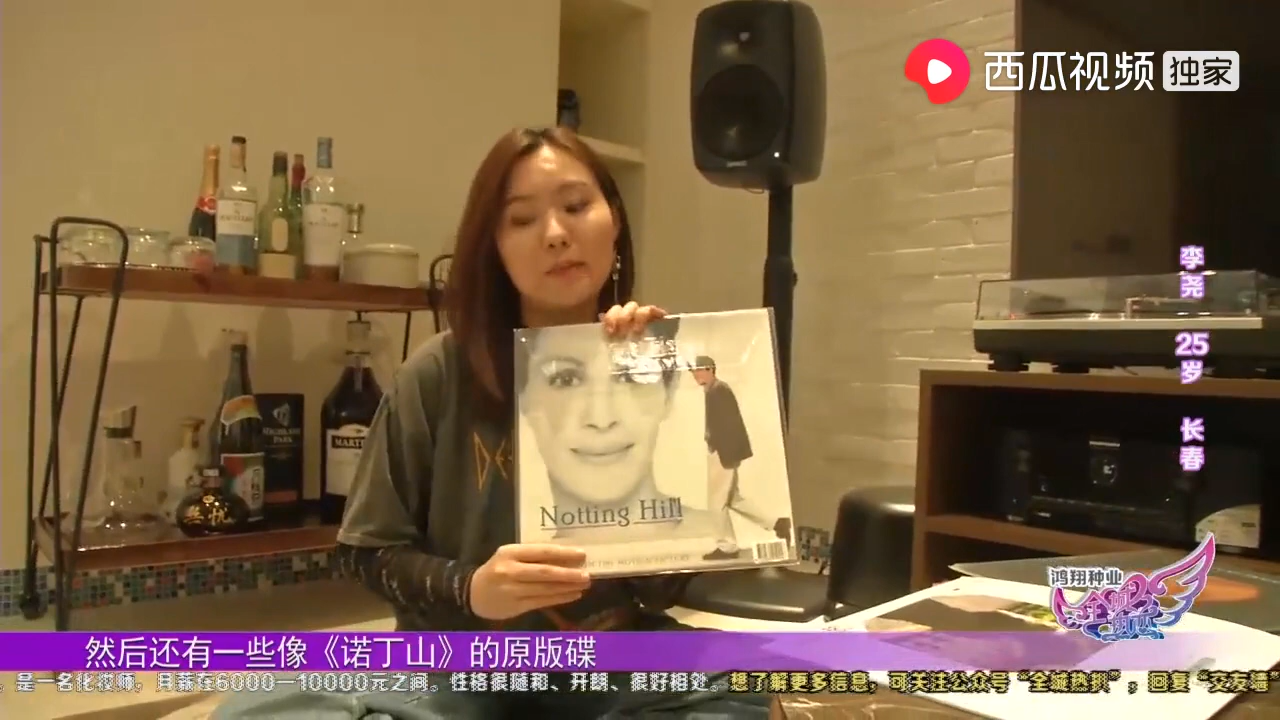 西瓜视频 独家
李尧 25岁 长春
MARTI
PARK
DE
Notting Hill
鸿翔种业
然后还有一些像《诺丁山》的原版碟
。是一名化妆师，月薪在6000—10000元之间。性格很随和、开朗、很好相处。想了解更多信息，可关注公众号“全城热恋”，回复“交友墙”